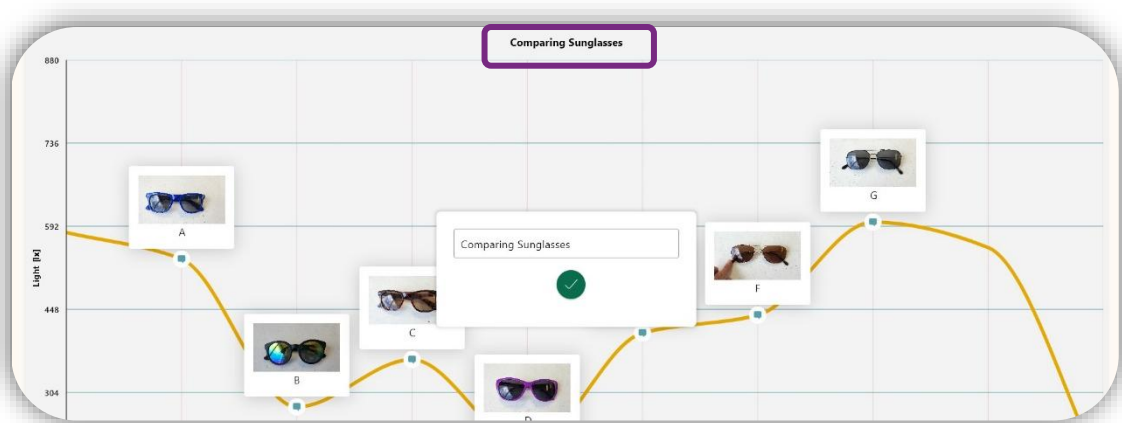 Comparing Sunglasses
880
736
592
448
304
Light [lx]
A
B
C
Comparing Sunglasses
F
G